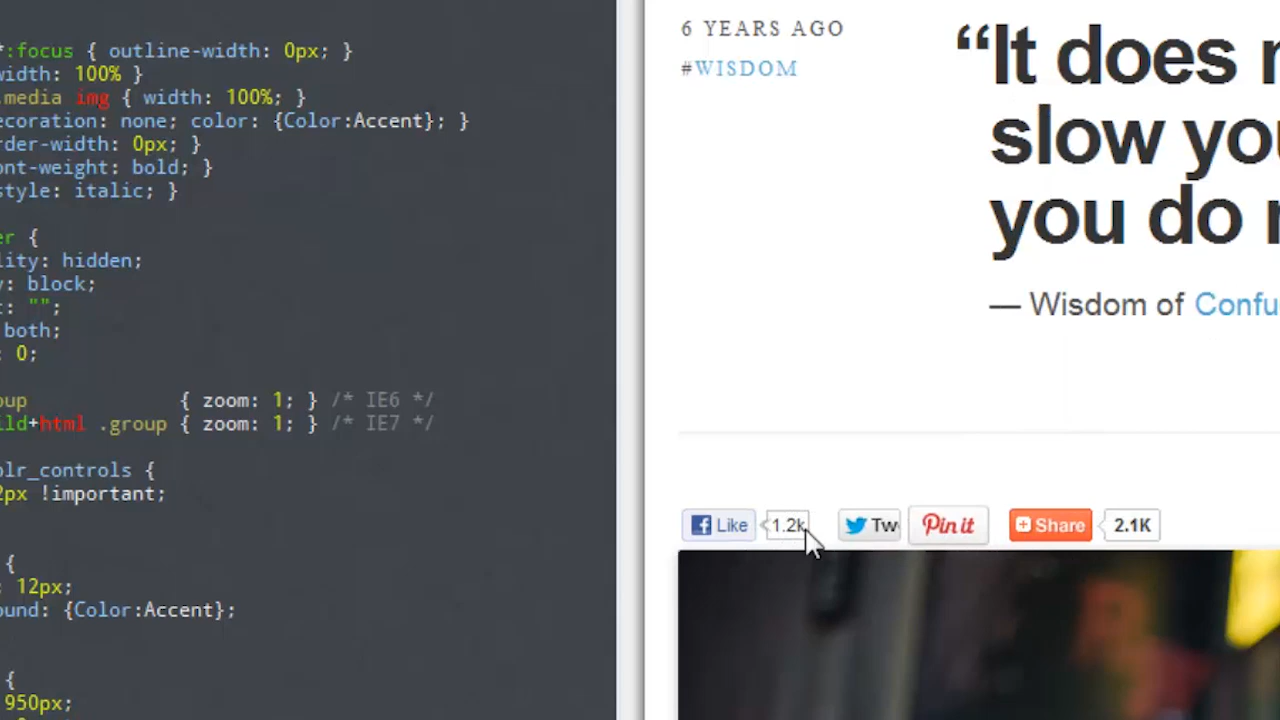 *:focus { outline-width: 0px; }
width: 100% }
.media img { width: 100%; }
ecoration: none; color: {Color:Accent}; }
rder-width: 0px; }
ont-weight: bold; }
style: italic; }
er {
lity: hidden;
y: block;
t: "";
both;
: 0;
oup { zoom: 1; } /* IE6 */
ild+html .group { zoom: 1; } /* IE7 */
blr_controls {
2px !important;
{
: 12px;
ound: {Color:Accent};
{
950px;
6 YEARS AGO
#WISDOM
“It does
slow you
you do
— Wisdom of Confu
Like 1.2k Tw Pin it Share 2.1K